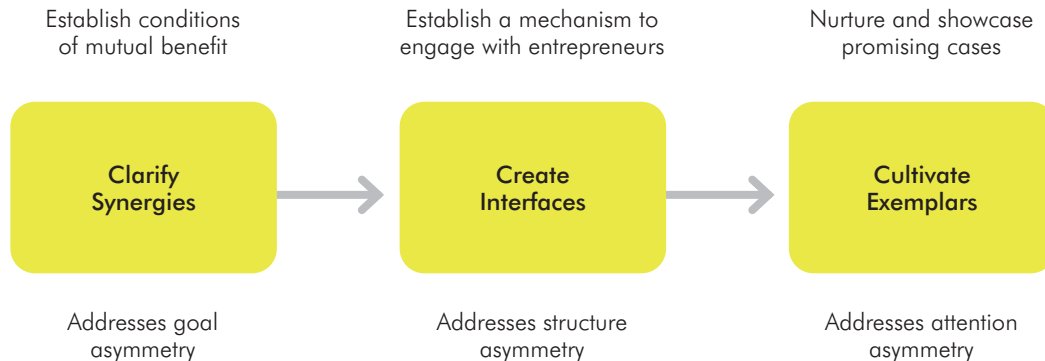 Establish conditions
of mutual benefit
Establish a mechanism to
engage with entrepreneurs
Nurture and showcase
promising cases
Clarify
Synergies
Create
Interfaces
Cultivate
Exemplars
Addresses goal
asymmetry
Addresses structure
asymmetry
Addresses attention
asymmetry